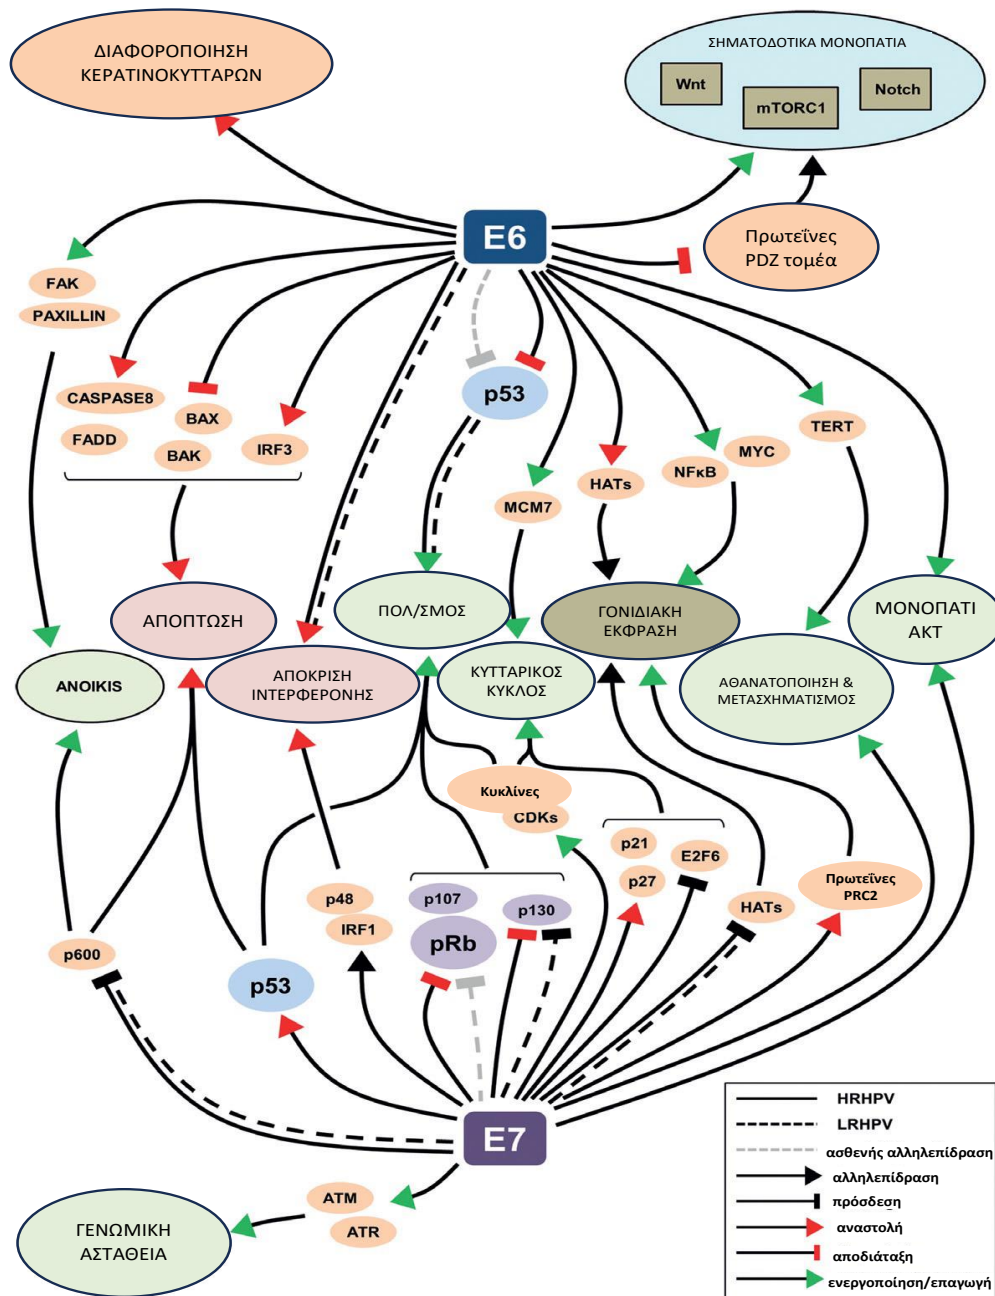 ΔΙΑΦΟΡΟΠΟΙΗΣΗ
ΚΕΡΑΤΙΝΟΚΥΤΤΑΡΩΝ
ΣΗΜΑΤΟΔΟΤΙΚΑ ΜΟΝΟΠΑΤΙΑ
Wnt
mTORC1
Notch
E6
Πρωτεΐνες
PDZ τομέα
FAK
PAXILLIN
CASPASE8
FADD
BAX
BAK
IRF3
p53
MCM7
HATs
NFκB
MYC
TERT
ΑΠΟΠΤΩΣΗ
ΠΟΛ/ΣΜΟΣ
ΓΟΝΙΔΙΑΚΗ
ΕΚΦΡΑΣΗ
ΜΟΝΟΠΑΤΙ
ΑΚΤ
ANOIKIS
ΑΠΟΚΡΙΣΗ
ΙΝΤΕΡΦΕΡΟΝΗΣ
ΚΥΤΤΑΡΙΚΟΣ
ΚΥΚΛΟΣ
ΑΘΑΝΑΤΟΠΟΙΗΣΗ &
ΜΕΤΑΣΧΗΜΑΤΙΣΜΟΣ
Κυκλίνες
CDKs
p21
p27
E2F6
p48
IRF1
p107
pRb
p130
HATs
Πρωτεΐνες
PRC2
p600
p53
E7
ATM
ATR
ΓΕΝΩΜΙΚΗ
ΑΣΤΑΘΕΙΑ
HRHPV
LRHPV
ασθενής αλληλεπίδραση
αλληλεπίδραση
πρόσδεση
αναστολή
αποδιάταξη
ενεργοποίηση/επαγωγή